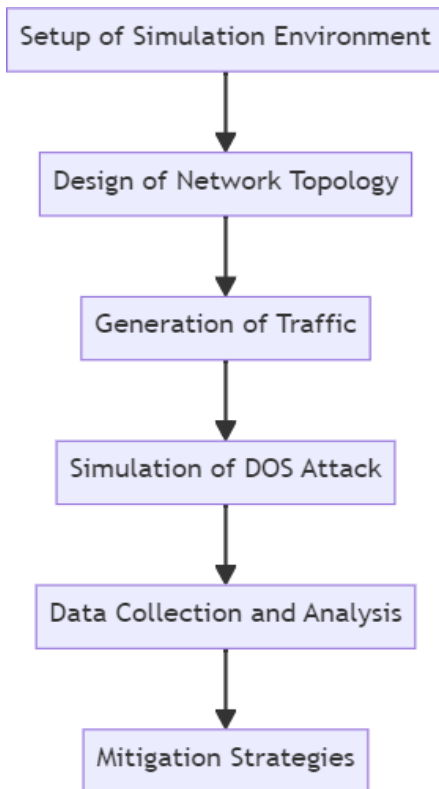 Setup of Simulation Environment
Design of Network Topology
Generation of Traffic
Simulation of DOS Attack
Data Collection and Analysis
Mitigation Strategies